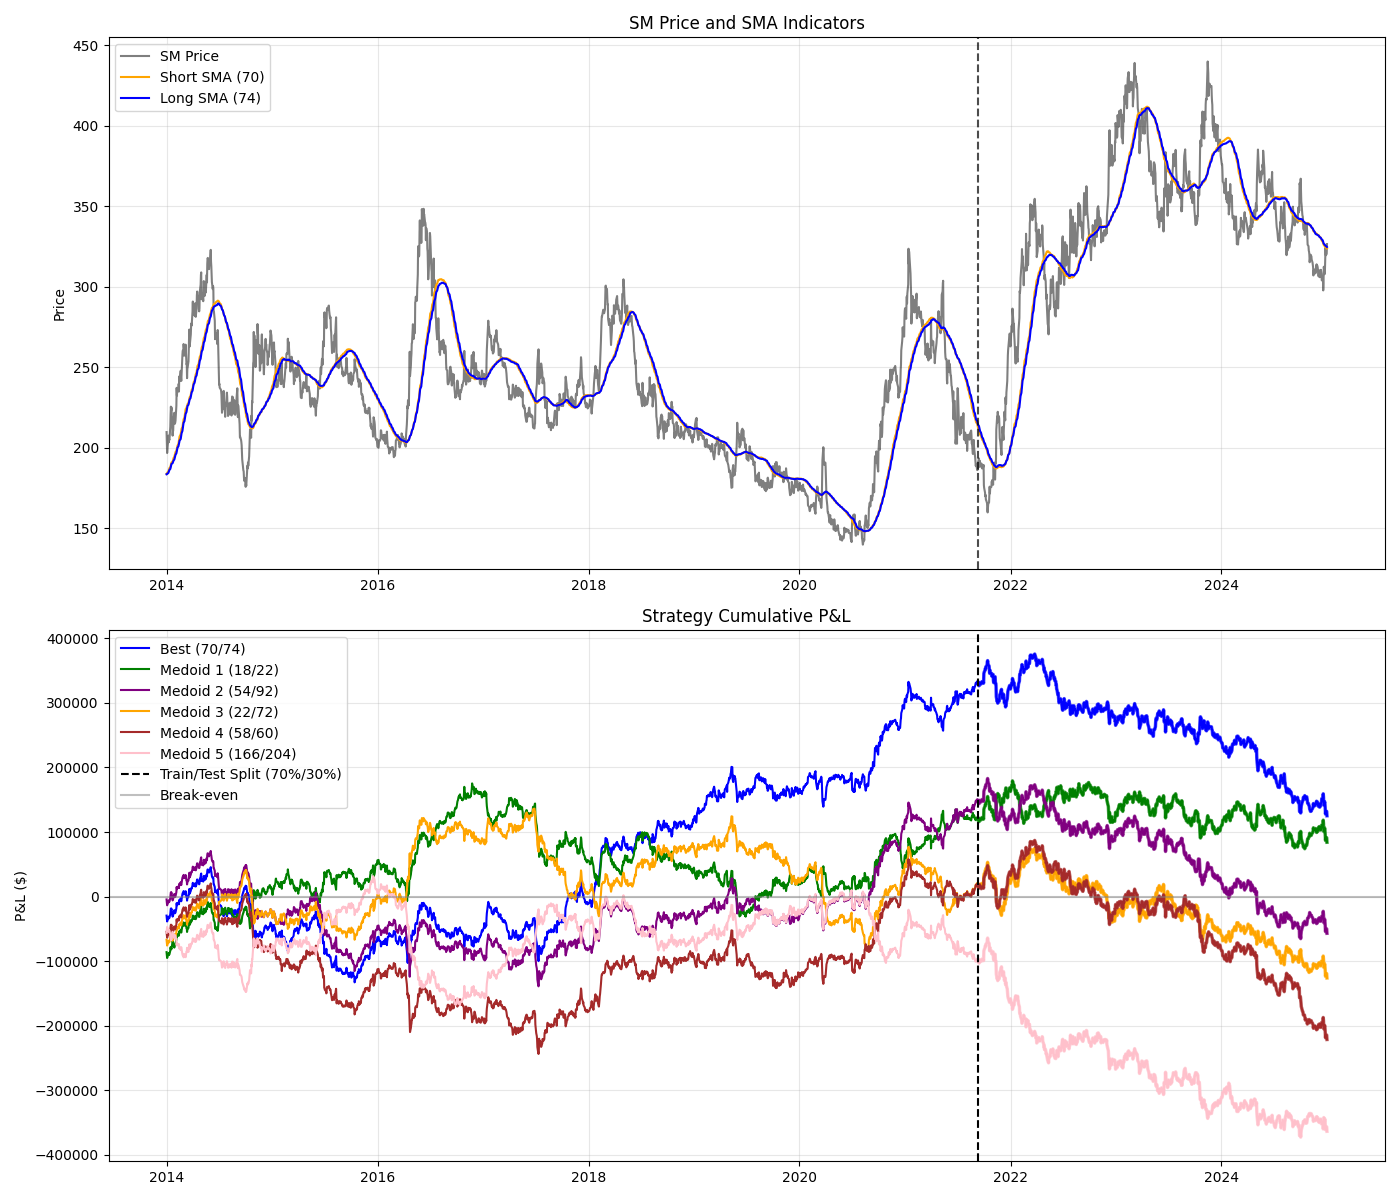 SM Price and SMA Indicators
SM Price
Short SMA (70)
Long SMA (74)
Price
450
400
350
300
250
200
150
2014
2016
2018
2020
2022
2024
Strategy Cumulative P&L
Best (70/74)
Medoid 1 (18/22)
Medoid 2 (54/92)
Medoid 3 (22/72)
Medoid 4 (58/60)
Medoid 5 (166/204)
Train/Test Split (70%/30%)
Break-even
P&L ($)
400000
300000
200000
100000
0
−100000
−200000
−300000
−400000
2014
2016
2018
2020
2022
2024